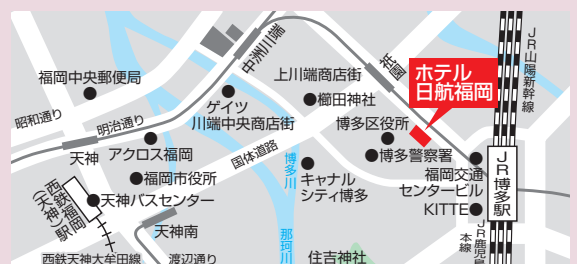 中洲川端
祇園
JR山陽新幹線
福岡中央郵便局
上川端商店街
ホテル
日航福岡
昭和通り
明治通り
ゲイツ
川端中央商店街
櫛田神社
博多区役所
天神
アクロス福岡
国体道路
博多川
博多警察署
福岡交通
センタービル
JR博多駅
西鉄福岡
(天神)駅
福岡市役所
キャナル
シティ博多
天神バスセンター
KITTE
天神南
那珂川
住吉神社
JR鹿児島
本線
西鉄天神大牟田線
渡辺通り